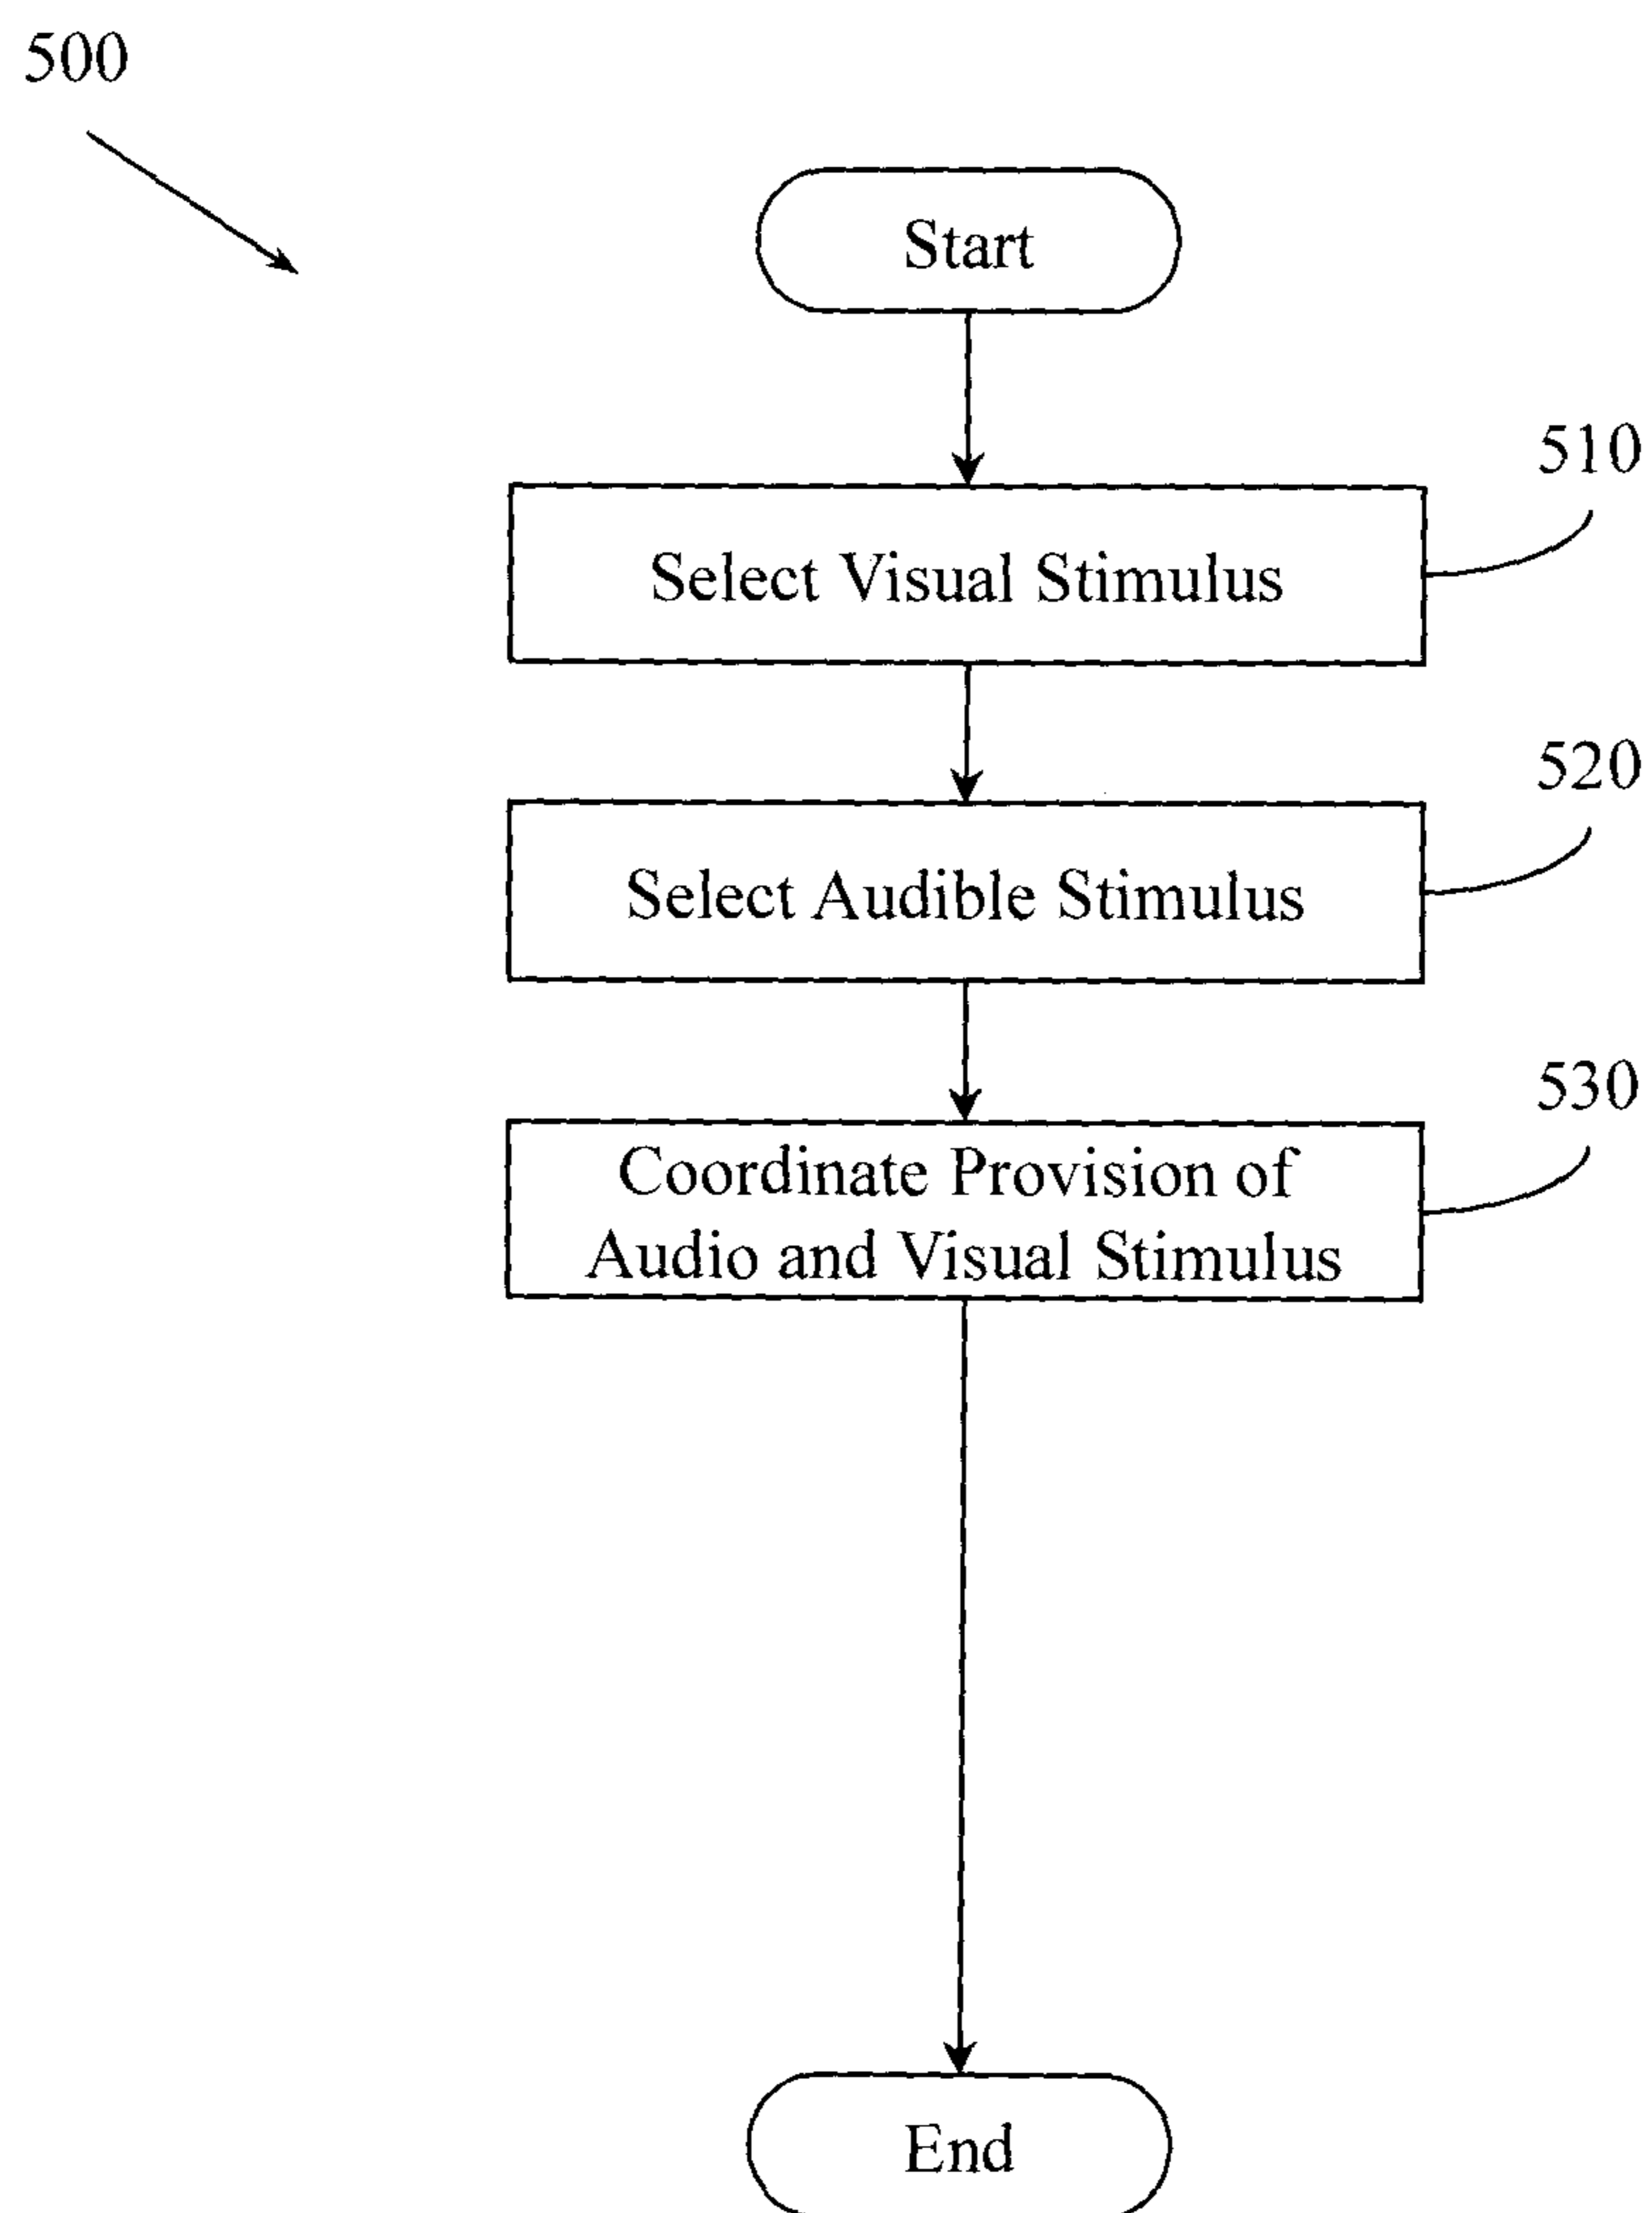 500
Start
510
Select Visual Stimulus
520
Select Audible Stimulus
530
Coordinate Provision of
Audio and Visual Stimulus
End